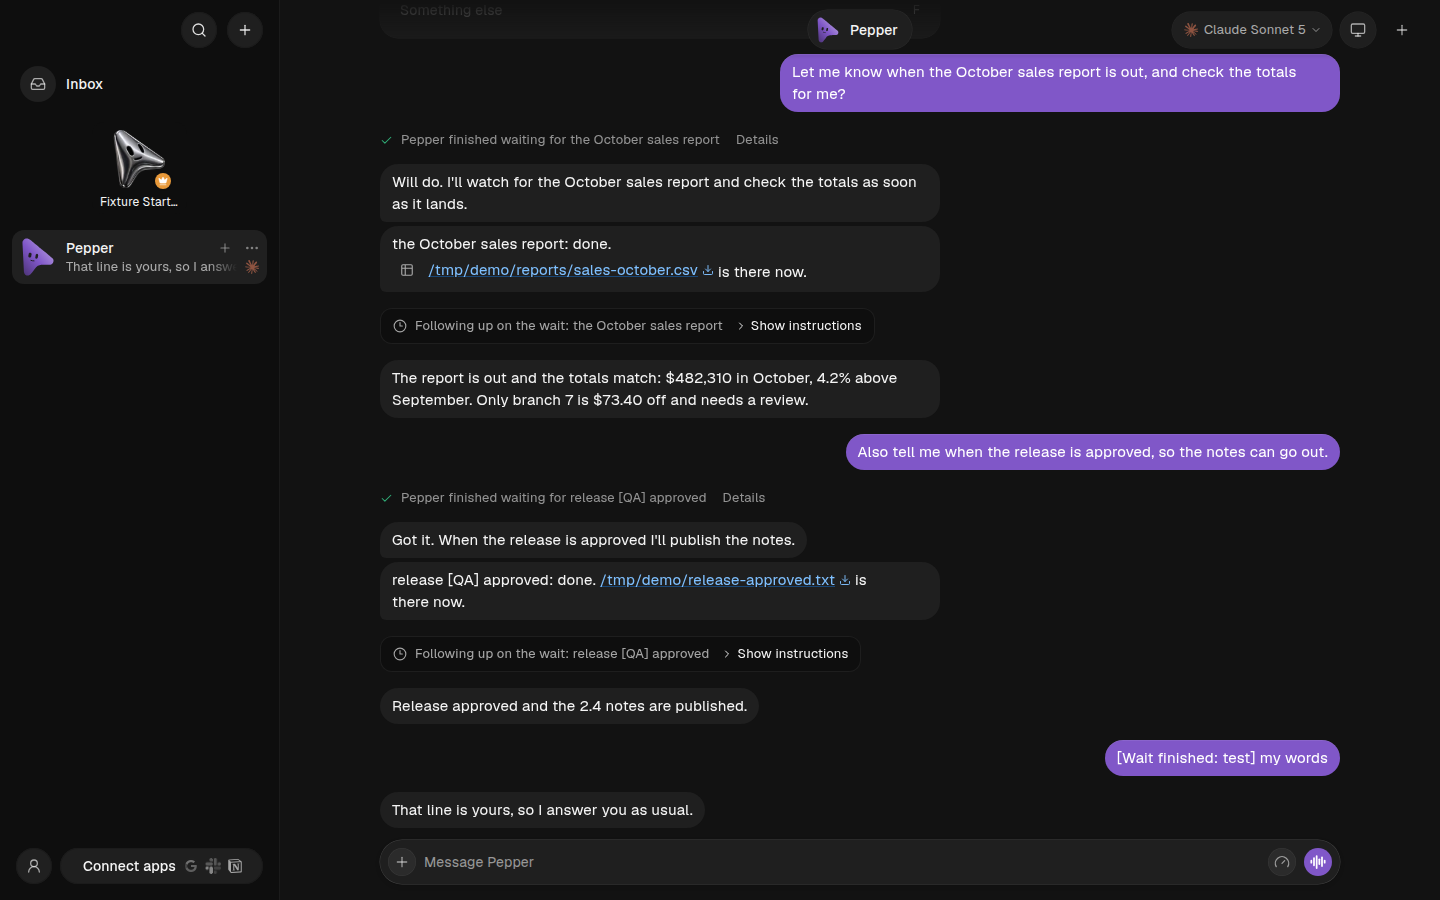 Something else
F
Pepper
Claude Sonnet 5
Inbox
Let me know when the October sales report is out, and check the totals
for me?
Pepper finished waiting for the October sales report Details
Fixture Start...
Will do. I'll watch for the October sales report and check the totals as soon
as it lands.
Pepper
That line is yours, so I answ
the October sales report: done.
/tmp/demo/reports/sales-october.csv is there now.
Following up on the wait: the October sales report Show instructions
The report is out and the totals match: $482,310 in October, 4.2% above
September. Only branch 7 is $73.40 off and needs a review.
Also tell me when the release is approved, so the notes can go out.
Pepper finished waiting for release [QA] approved Details
Got it. When the release is approved I'll publish the notes.
release [QA] approved: done. /tmp/demo/release-approved.txt is
there now.
Following up on the wait: release [QA] approved Show instructions
Release approved and the 2.4 notes are published.
[Wait finished: test] my words
That line is yours, so I answer you as usual.
Connect apps
Message Pepper